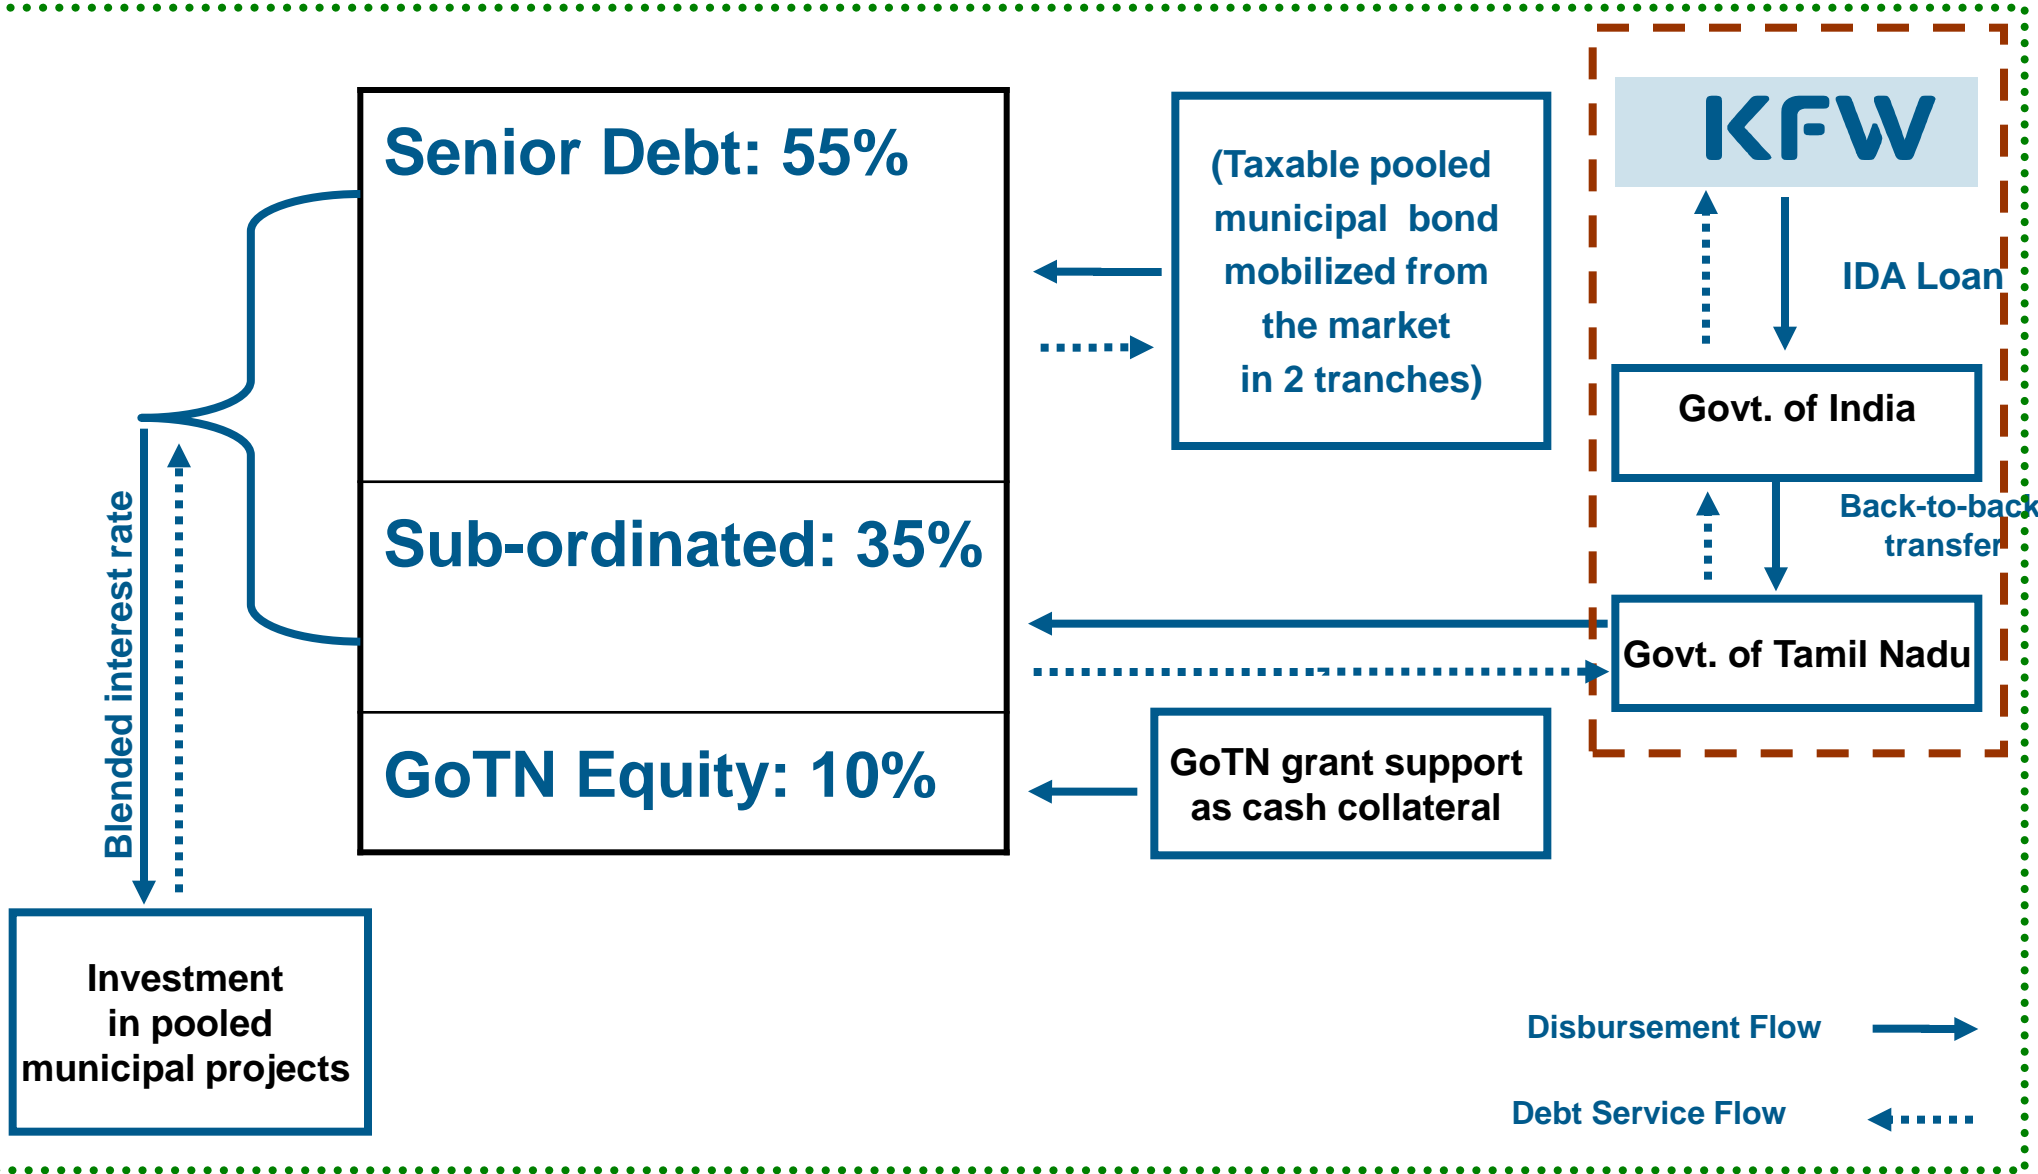 Senior Debt: 55%
Sub-ordinated: 35%
GoTN Equity: 10%
(Taxable pooled
municipal bond
mobilized from
the market
in 2 tranches)
KFW
IDA Loan
Govt. of India
Back-to-back
transfer
Govt. of Tamil Nadu
GoTN grant support
as cash collateral
Blended interest rate
Investment
in pooled
municipal projects
Disbursement Flow
Debt Service Flow